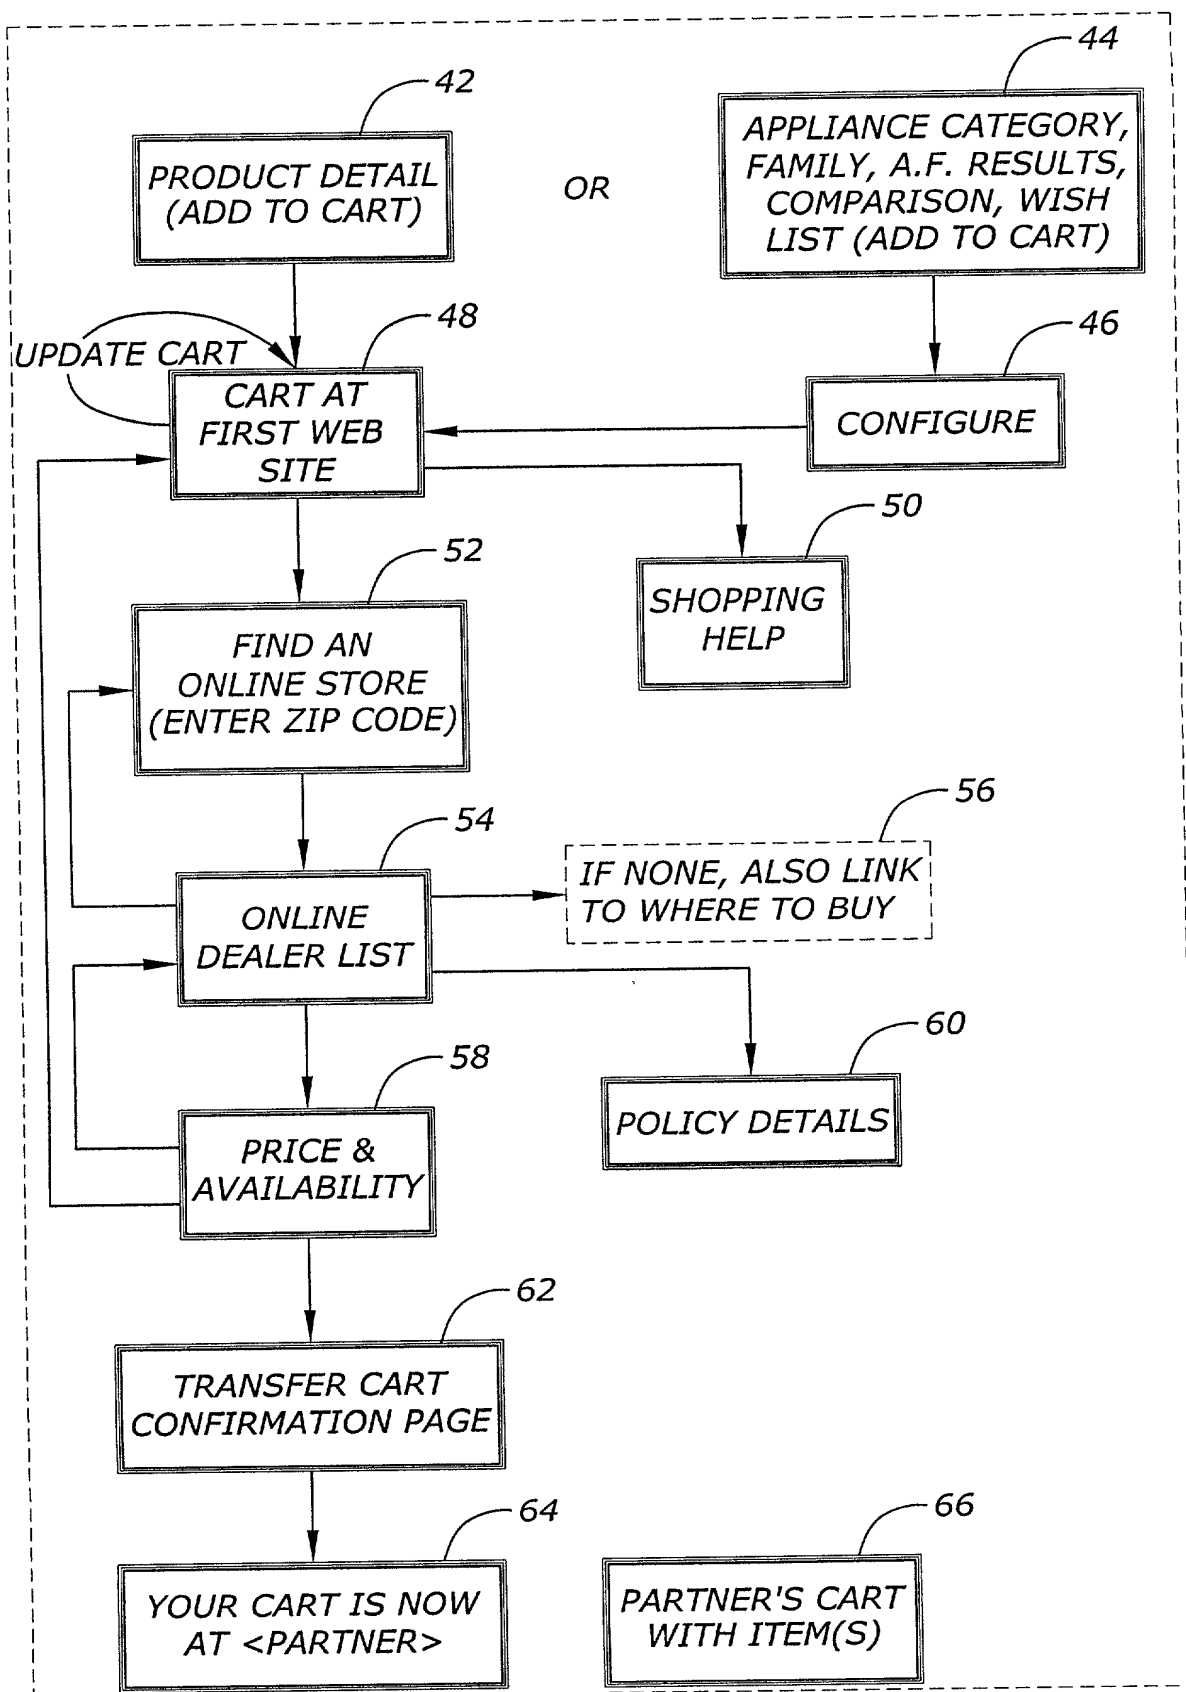 42
PRODUCT DETAIL
(ADD TO CART)
OR
44
APPLIANCE CATEGORY,
FAMILY, A.F. RESULTS,
COMPARISON, WISH
LIST (ADD TO CART)
UPDATE CART
48
CART AT
FIRST WEB
SITE
46
CONFIGURE
50
SHOPPING
HELP
52
FIND AN
ONLINE STORE
(ENTER ZIP CODE)
54
ONLINE
DEALER LIST
56
IF NONE, ALSO LINK
TO WHERE TO BUY
58
PRICE &
AVAILABILITY
60
POLICY DETAILS
62
TRANSFER CART
CONFIRMATION PAGE
64
YOUR CART IS NOW
AT <PARTNER>
66
PARTNER'S CART
WITH ITEM(S)